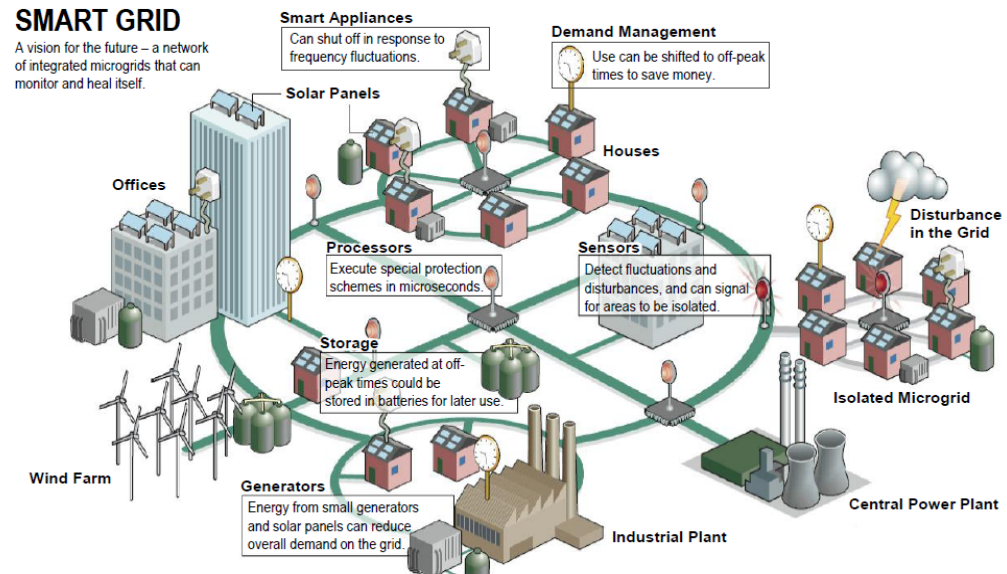 SMART GRID
A vision for the future – a network
of integrated microgrids that can
monitor and heal itself.
Smart Appliances
Can shut off in response to
frequency fluctuations.
Demand Management
Use can be shifted to off-peak
times to save money.
Solar Panels
Houses
Offices
Disturbance
in the Grid
Processors
Execute special protection
schemes in microseconds.
Sensors
Detect fluctuations and
disturbances, and can signal
for areas to be isolated.
Storage
Energy generated at off-
peak times could be
stored in batteries for later use.
Isolated Microgrid
Wind Farm
Generators
Energy from small generators
and solar panels can reduce
overall demand on the grid.
Central Power Plant
Industrial Plant